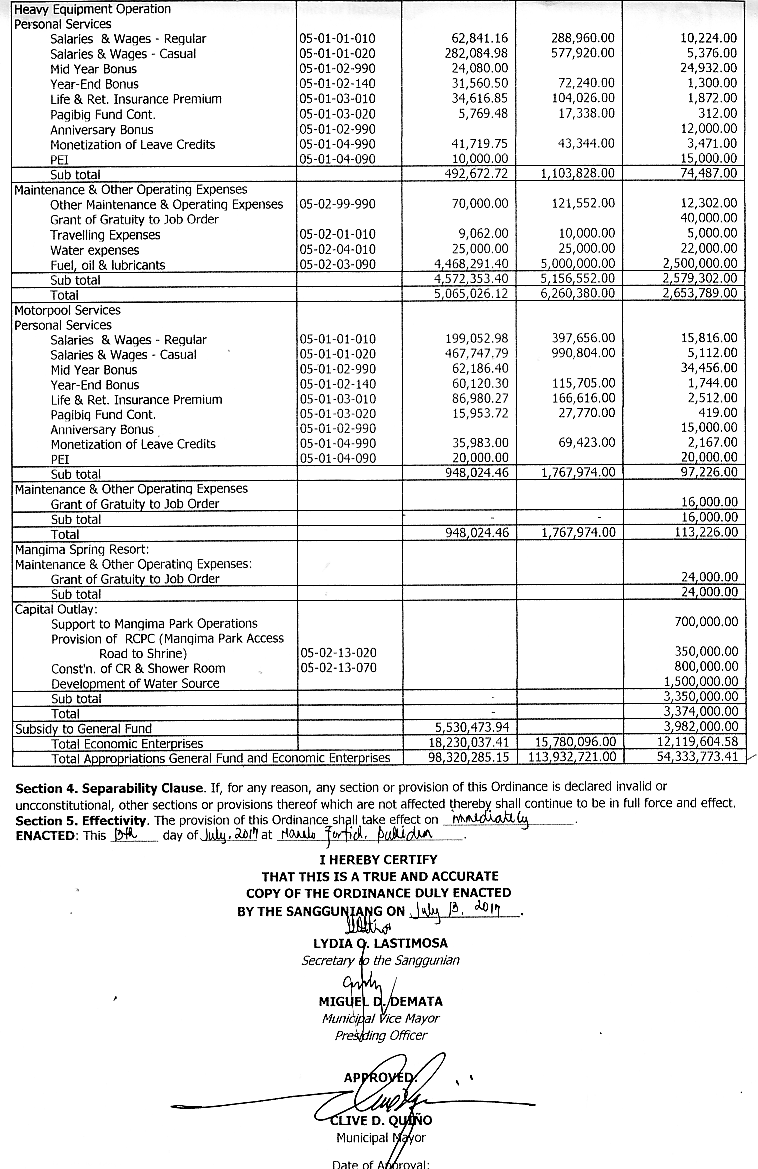 Heavy Equipment Operation
Personal Services
Salaries & Wages - Regular 05-01-01-010 62,841.16 288,960.00 10,224.00
Salaries & Wages - Casual 05-01-01-020 282,084.98 577,920.00 5,376.00
Mid Year Bonus 05-01-02-990 24,080.00 24,932.00
Year-End Bonus 05-01-02-140 31,560.50 72,240.00 1,300.00
Life & Ret. Insurance Premium 05-01-03-010 34,616.85 104,026.00 1,872.00
Pagibig Fund Cont. 05-01-03-020 5,769.48 17,338.00 312.00
Anniversary Bonus 05-01-02-990 12,000.00
Monetization of Leave Credits 05-01-04-990 41,719.75 43,344.00 3,471.00
PEI 05-01-04-090 10,000.00 15,000.00
Sub total 492,672.72 1,103,828.00 74,487.00
Maintenance & Other Operating Expenses
Other Maintenance & Operating Expenses 05-02-99-990 70,000.00 121,552.00 12,302.00
Grant of Gratuity to Job Order 40,000.00
Travelling Expenses 05-02-01-010 9,062.00 10,000.00 5,000.00
Water expenses 05-02-04-010 25,000.00 25,000.00 22,000.00
Fuel, oil & lubricants 05-02-03-090 4,468,291.40 5,000,000.00 2,500,000.00
Sub total 4,572,353.40 5,156,552.00 2,579,302.00
Total 5,065,026.12 6,260,380.00 2,653,789.00
Motorpool Services
Personal Services
Salaries & Wages - Regular 05-01-01-010 199,052.98 397,656.00 15,816.00
Salaries & Wages - Casual 05-01-01-020 467,747.79 990,804.00 5,112.00
Mid Year Bonus 05-01-02-990 62,186.40 34,456.00
Year-End Bonus 05-01-02-140 60,120.30 115,705.00 1,744.00
Life & Ret. Insurance Premium 05-01-03-010 86,980.27 166,616.00 2,512.00
Pagibig Fund Cont. 05-01-03-020 15,953.72 27,770.00 419.00
Anniversary Bonus 05-01-02-990 15,000.00
Monetization of Leave Credits 05-01-04-990 35,983.00 69,423.00 2,167.00
PEI 05-01-04-090 20,000.00 20,000.00
Sub total 948,024.46 1,767,974.00 97,226.00
Maintenance & Other Operating Expenses
Grant of Gratuity to Job Order 16,000.00
Sub total - - 16,000.00
Total 948,024.46 1,767,974.00 113,226.00
Mangima Spring Resort:
Maintenance & Other Operating Expenses:
Grant of Gratuity to Job Order 24,000.00
Sub total 24,000.00
Capital Outlay:
Support to Mangima Park Operations 700,000.00
Provision of RCPC (Mangima Park Access
Road to Shrine) 05-02-13-020 350,000.00
Const'n. of CR & Shower Room 05-02-13-070 800,000.00
Development of Water Source 1,500,000.00
Sub total - 3,350,000.00
Total - 3,374,000.00
Subsidy to General Fund 5,530,473.94 3,982,000.00
Total Economic Enterprises 18,230,037.41 15,780,096.00 12,119,604.58
Total Appropriations General Fund and Economic Enterprises 98,320,285.15 113,932,721.00 54,333,773.41
Section 4. Separability Clause. If, for any reason, any section or provision of this Ordinance is declared invalid or
uncconstitutional, other sections or provisions thereof which are not affected thereby shall continue to be in full force and effect.
Section 5. Effectivity. The provision of this Ordinance shall take effect on immediately.
ENACTED: This 13th day of July, 2017 at Manolo Fortich, Bukidnon.
I HEREBY CERTIFY
THAT THIS IS A TRUE AND ACCURATE
COPY OF THE ORDINANCE DULY ENACTED
BY THE SANGGUNIANG ON July 13, 2017.
LYDIA Q. LASTIMOSA
Secretary to the Sanggunian
MIGUEL D. DEMATA
Municipal Vice Mayor
Presiding Officer
APPROVED:
CLIVE D. QUIÑO
Municipal Mayor
Date of Approval: